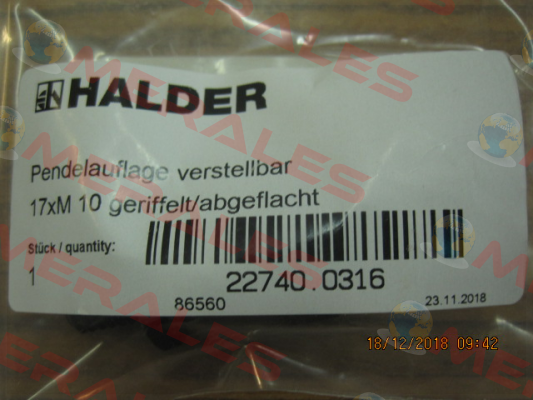 HALDER
Pendelauflage verstellbar
17xM 10 geriffelt/abgeflacht
Stück / quantity:
1
22740.0316
86560
23.11.2018
18/12/2018 09:42
MERALES